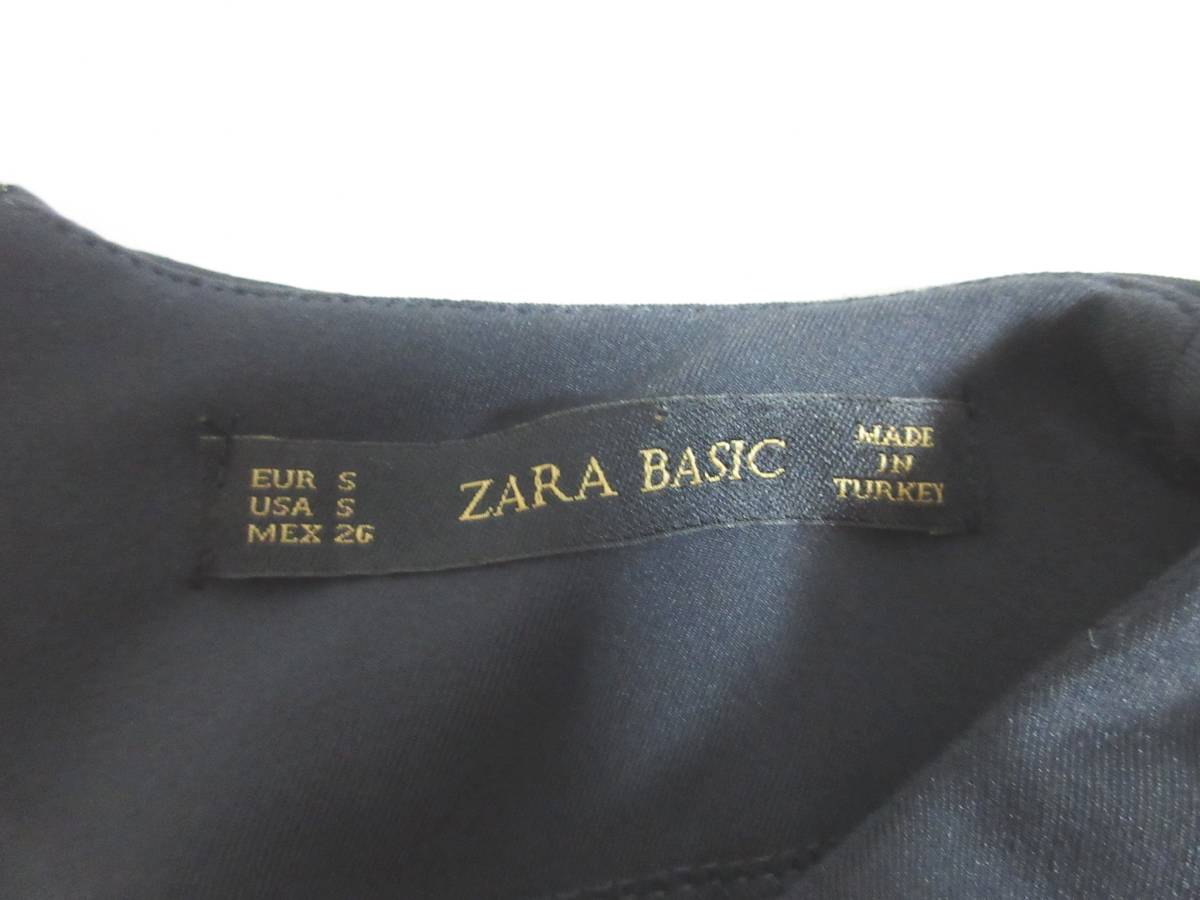 EUR S
USA S
MEX 26
ZARA BASIC
MADE
IN
TURKEY